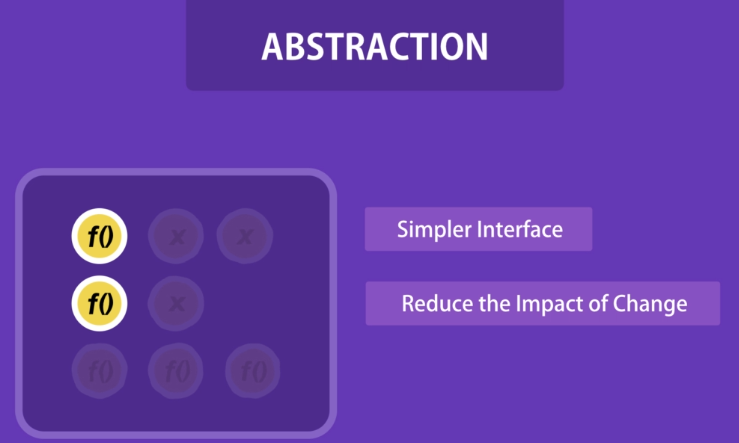 ABSTRACTION
f() x x
f() x
f() f() f()
Simpler Interface
Reduce the Impact of Change